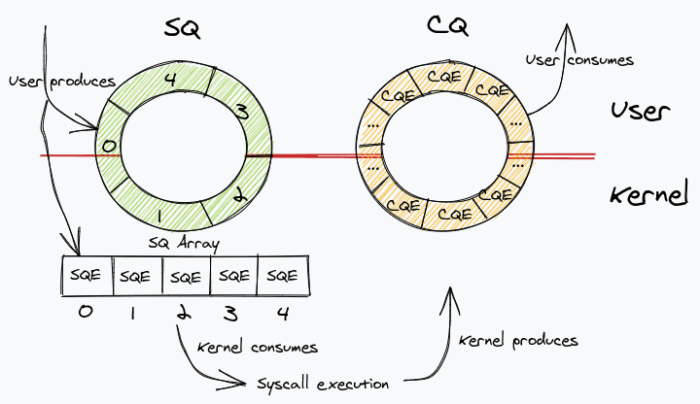 SQ
CQ
User produces
User consumes
User
Kernel
4
3
0
1
2
CQE
CQE
CQE
...
...
...
...
CQE
CQE
CQE
SQ Array
SQE SQE SQE SQE SQE
0 1 2 3 4
Kernel consumes
Kernel produces
Syscall execution